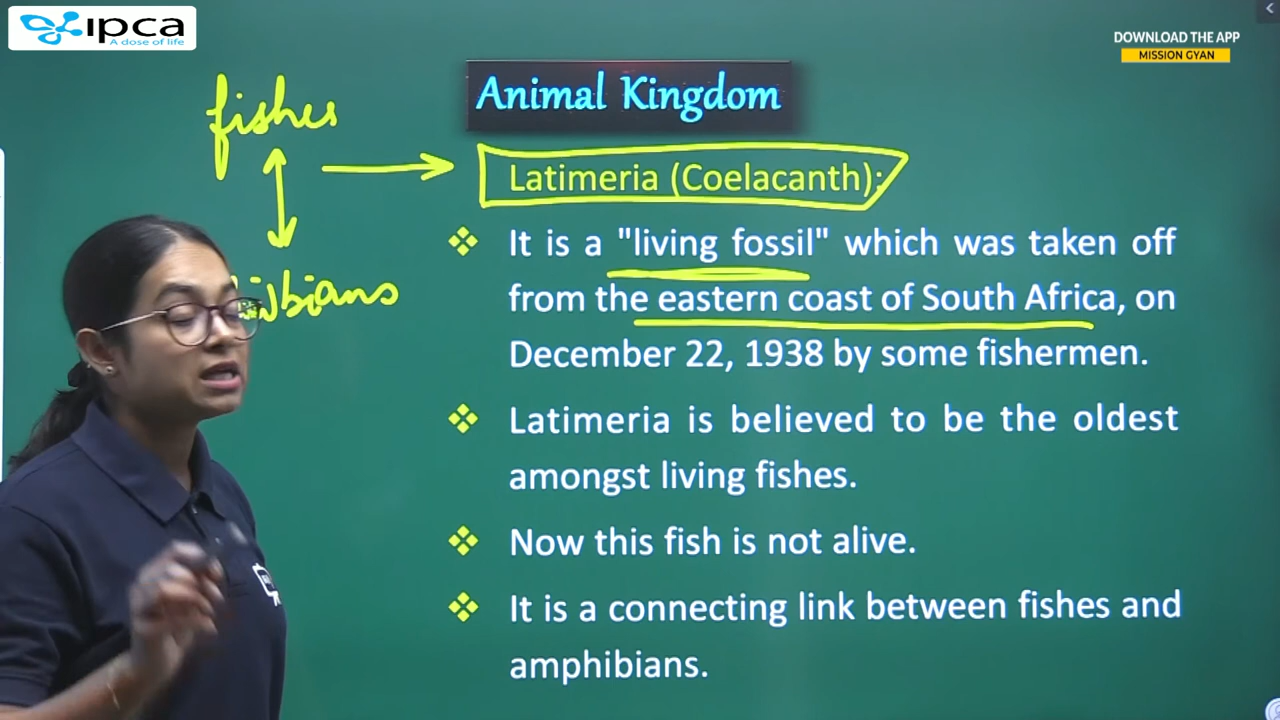 ipca
A dose of life
DOWNLOAD THE APP
MISSION GYAN
Animal Kingdom
fishes
Latimeria (Coelacanth):
❖ It is a "living fossil" which was taken off
from the eastern coast of South Africa, on
December 22, 1938 by some fishermen.
❖ Latimeria is believed to be the oldest
amongst living fishes.
❖ Now this fish is not alive.
❖ It is a connecting link between fishes and
amphibians.